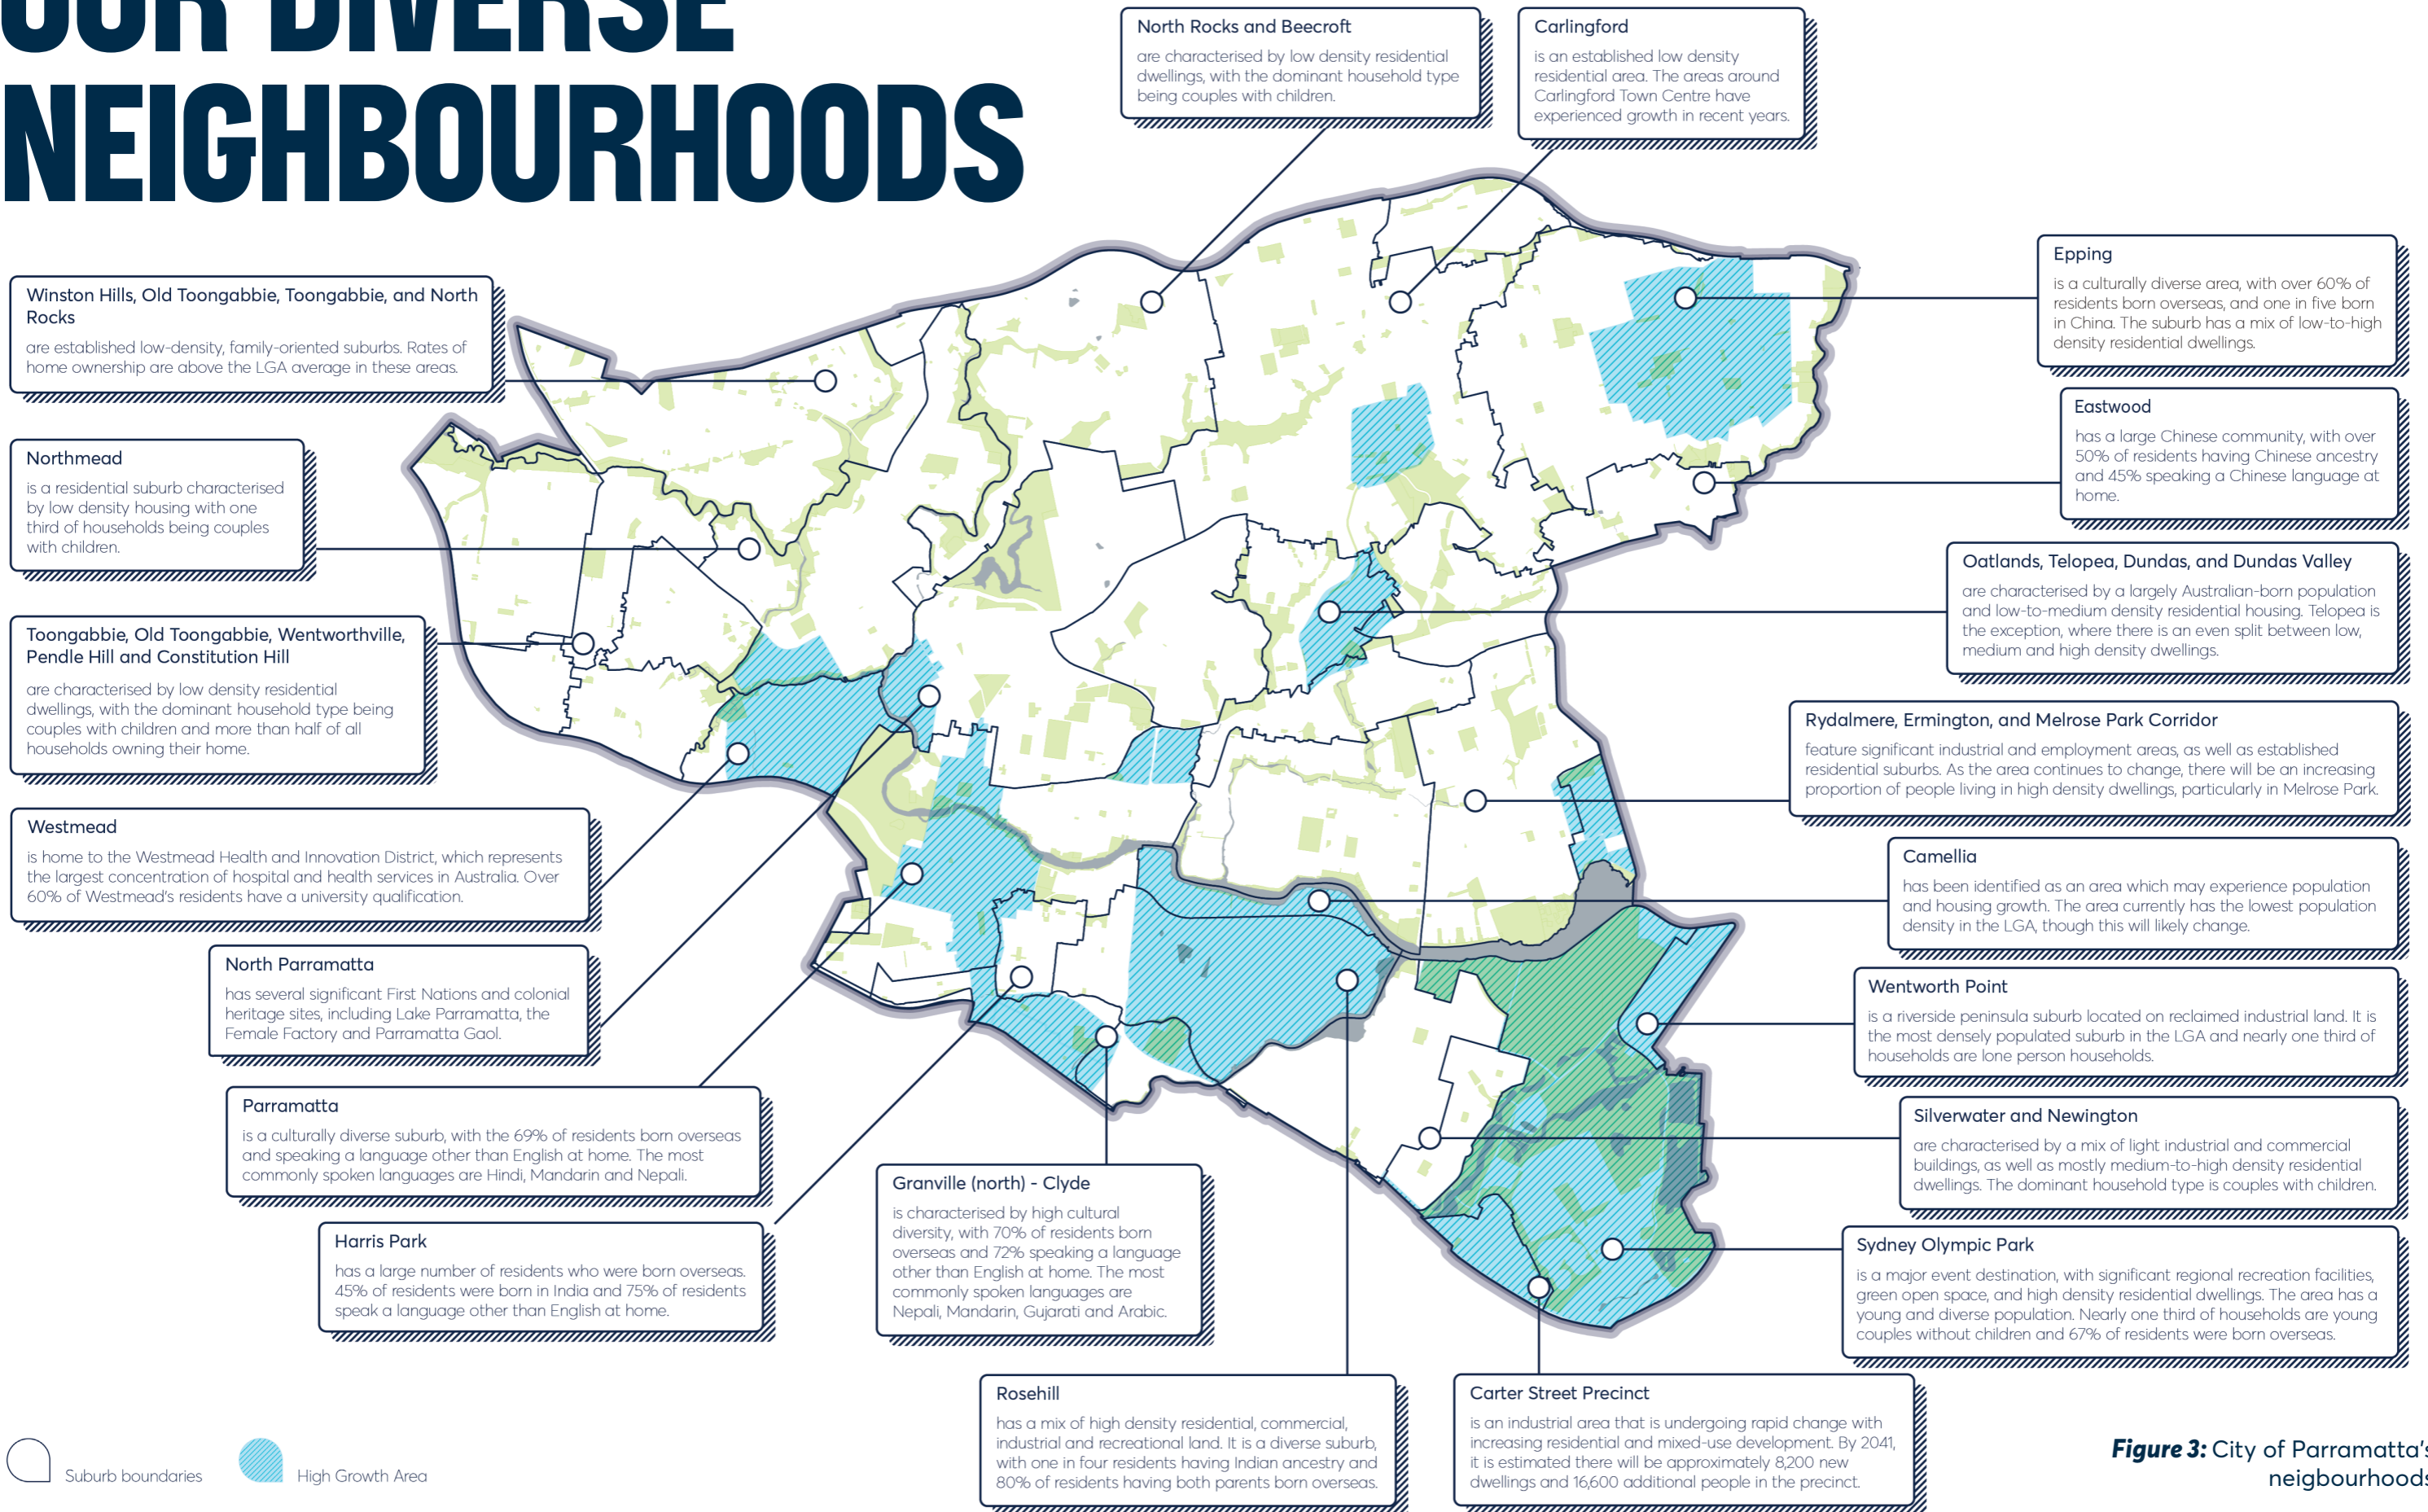 OUR DIVERSE
NEIGHBOURHOODS
North Rocks and Beecroft
are characterised by low density residential
dwellings, with the dominant household type
being couples with children.
Carlingford
is an established low density
residential area. The areas around
Carlingford Town Centre have
experienced growth in recent years.
Winston Hills, Old Toongabbie, Toongabbie, and North
Rocks
are established low-density, family-oriented suburbs. Rates of
home ownership are above the LGA average in these areas.
Northmead
is a residential suburb characterised
by low density housing with one
third of households being couples
with children.
Toongabbie, Old Toongabbie, Wentworthville,
Pendle Hill and Constitution Hill
are characterised by low density residential
dwellings, with the dominant household type being
couples with children and more than half of all
households owning their home.
Westmead
is home to the Westmead Health and Innovation District, which represents
the largest concentration of hospital and health services in Australia. Over
60% of Westmead's residents have a university qualification.
North Parramatta
has several significant First Nations and colonial
heritage sites, including Lake Parramatta, the
Female Factory and Parramatta Gaol.
Parramatta
is a culturally diverse suburb, with the 69% of residents born overseas
and speaking a language other than English at home. The most
commonly spoken languages are Hindi, Mandarin and Nepali.
Harris Park
has a large number of residents who were born overseas.
45% of residents were born in India and 75% of residents
speak a language other than English at home.
Granville (north) - Clyde
is characterised by high cultural
diversity, with 70% of residents born
overseas and 72% speaking a language
other than English at home. The most
commonly spoken languages are
Nepali, Mandarin, Gujarati and Arabic.
Rosehill
has a mix of high density residential, commercial,
industrial and recreational land. It is a diverse suburb,
with one in four residents having Indian ancestry and
80% of residents having both parents born overseas.
Carter Street Precinct
is an industrial area that is undergoing rapid change with
increasing residential and mixed-use development. By 2041,
it is estimated there will be approximately 8,200 new
dwellings and 16,600 additional people in the precinct.
Epping
is a culturally diverse area, with over 60% of
residents born overseas, and one in five born
in China. The suburb has a mix of low-to-high
density residential dwellings.
Eastwood
has a large Chinese community, with over
50% of residents having Chinese ancestry
and 45% speaking a Chinese language at
home.
Oatlands, Telopea, Dundas, and Dundas Valley
are characterised by a largely Australian-born population
and low-to-medium density residential housing. Telopea is
the exception, where there is an even split between low,
medium and high density dwellings.
Rydalmere, Ermington, and Melrose Park Corridor
feature significant industrial and employment areas, as well as established
residential suburbs. As the area continues to change, there will be an increasing
proportion of people living in high density dwellings, particularly in Melrose Park.
Camellia
has been identified as an area which may experience population
and housing growth. The area currently has the lowest population
density in the LGA, though this will likely change.
Wentworth Point
is a riverside peninsula suburb located on reclaimed industrial land. It is
the most densely populated suburb in the LGA and nearly one third of
households are lone person households.
Silverwater and Newington
are characterised by a mix of light industrial and commercial
buildings, as well as mostly medium-to-high density residential
dwellings. The dominant household type is couples with children.
Sydney Olympic Park
is a major event destination, with significant regional recreation facilities,
green open space, and high density residential dwellings. The area has a
young and diverse population. Nearly one third of households are young
couples without children and 67% of residents were born overseas.
Suburb boundaries
High Growth Area
Figure 3: City of Parramatta's
neigbourhoods